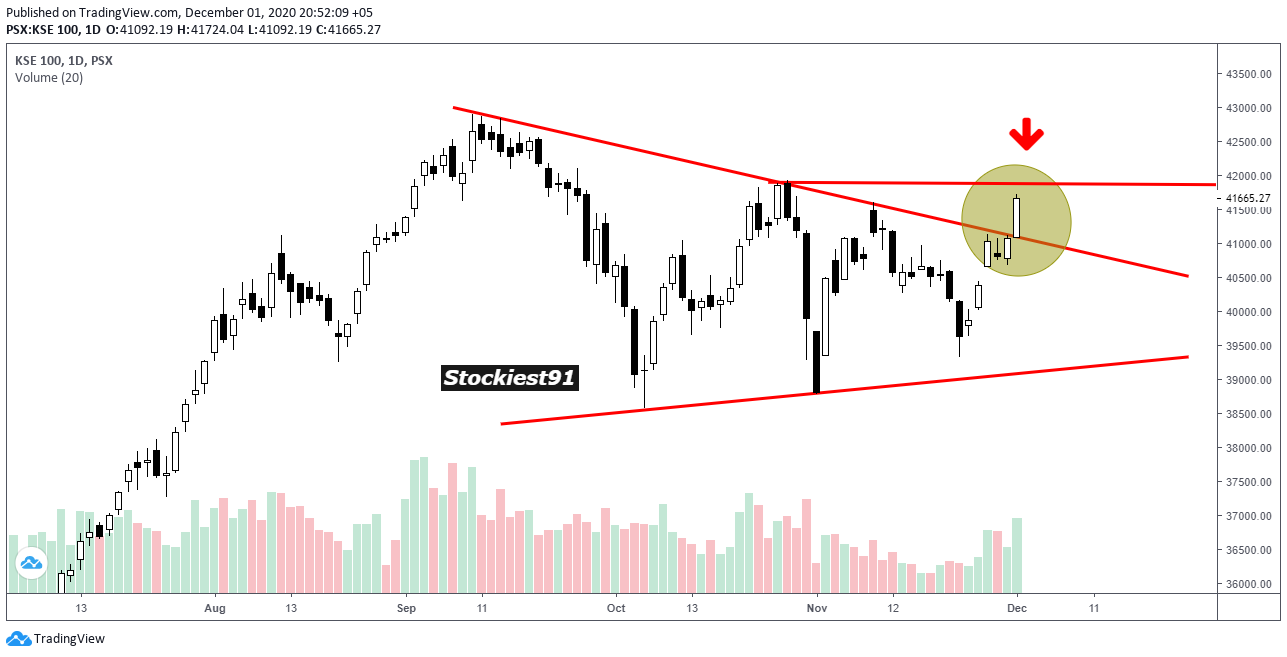 Published on TradingView.com, December 01, 2020 20:52:09 +05
PSX:KSE 100, 1D O:41092.19 H:41724.04 L:41092.19 C:41665.27
KSE 100, 1D, PSX
Volume (20)
43500.00
43000.00
42500.00
42000.00
41665.27
41500.00
41000.00
40500.00
40000.00
39500.00
39000.00
38500.00
38000.00
37500.00
37000.00
36500.00
36000.00
Stockiest91
13 Aug 13 Sep 11 Oct 13 Nov 12 Dec 11
TradingView